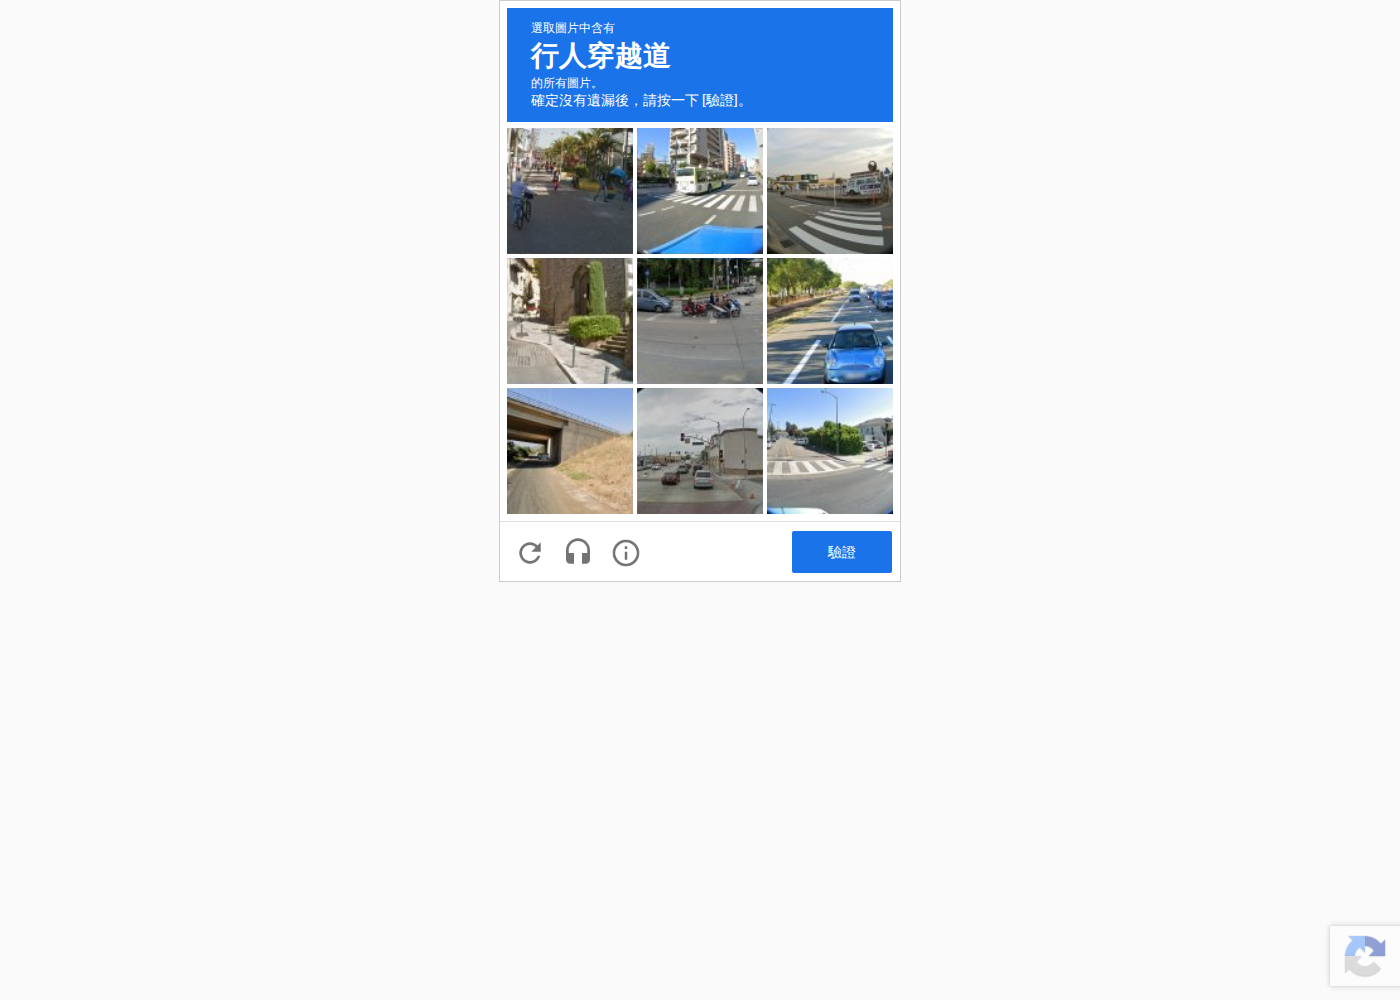 選取圖片中含有
行人穿越道
的所有圖片。
確定沒有遺漏後，請按一下 [驗證]。
驗證